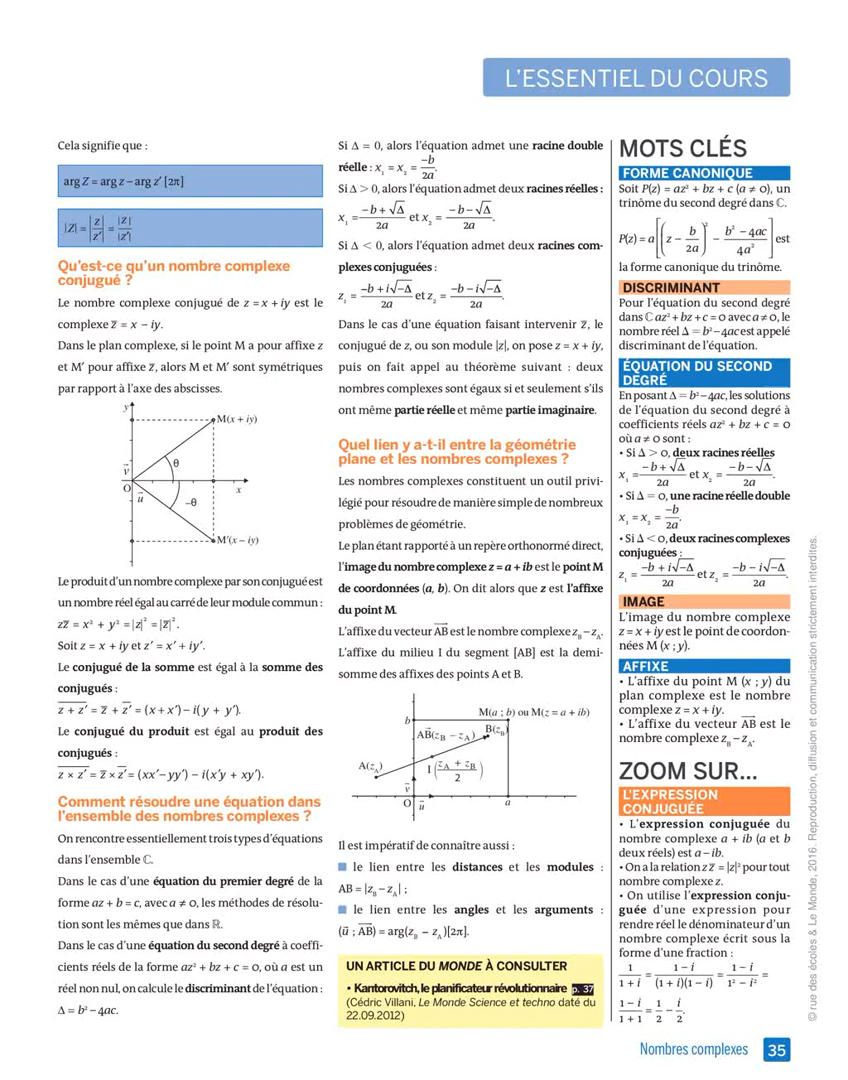 L'ESSENTIEL DU COURS
Cela signifie que :
arg Z = arg z – arg z′ [2π]
|Z| = |z/z′| = |z|/|z′|
Qu'est-ce qu'un nombre complexe
conjugué ?
Le nombre complexe conjugué de z = x + iy est le
complexe z̅ = x – iy.
Dans le plan complexe, si le point M a pour affixe z
et M′ pour affixe z̅, alors M et M′ sont symétriques
par rapport à l'axe des abscisses.
y
M(x + iy)
θ
v⃗
O
u⃗
x
–θ
M′(x – iy)
Le produit d'un nombre complexe par son conjugué est
un nombre réel égal au carré de leur module commun :
zz̅ = x² + y² = |z|² = |z̅|².
Soit z = x + iy et z′ = x′ + iy′.
Le conjugué de la somme est égal à la somme des
conjugués :
z + z′ = z̅ + z̅′ = (x + x′) – i( y + y′).
Le conjugué du produit est égal au produit des
conjugués :
z × z′ = z̅ × z̅′ = (xx′– yy′) – i(x′y + xy′).
Comment résoudre une équation dans
l'ensemble des nombres complexes ?
On rencontre essentiellement trois types d'équations
dans l'ensemble ℂ.
Dans le cas d'une équation du premier degré de la
forme az + b = c, avec a ≠ 0, les méthodes de résolu-
tion sont les mêmes que dans ℝ.
Dans le cas d'une équation du second degré à coeffi-
cients réels de la forme az² + bz + c = 0, où a est un
réel non nul, on calcule le discriminant de l'équation :
Δ = b² – 4ac.
Si Δ = 0, alors l'équation admet une racine double
réelle : x₁ = x₂ = –b/2a.
Si Δ > 0, alors l'équation admet deux racines réelles :
x₁ = (–b + √Δ)/2a et x₂ = (–b – √Δ)/2a.
Si Δ < 0, alors l'équation admet deux racines com-
plexes conjuguées :
z₁ = (–b + i√–Δ)/2a et z₂ = (–b – i√–Δ)/2a.
Dans le cas d'une équation faisant intervenir z̅, le
conjugué de z, ou son module |z|, on pose z = x + iy,
puis on fait appel au théorème suivant : deux
nombres complexes sont égaux si et seulement s'ils
ont même partie réelle et même partie imaginaire.
Quel lien y a-t-il entre la géométrie
plane et les nombres complexes ?
Les nombres complexes constituent un outil privi-
légié pour résoudre de manière simple de nombreux
problèmes de géométrie.
Le plan étant rapporté à un repère orthonormé direct,
l'image du nombre complexe z = a + ib est le point M
de coordonnées (a, b). On dit alors que z est l'affixe
du point M.
L'affixe du vecteur AB⃗ est le nombre complexe z_B – z_A.
L'affixe du milieu I du segment [AB] est la demi-
somme des affixes des points A et B.
b
M(a ; b) ou M(z = a + ib)
AB⃗(z_B – z_A)
B(z_B)
A(z_A)
I ((z_A + z_B)/2)
v⃗
O
u⃗
a
Il est impératif de connaître aussi :
■ le lien entre les distances et les modules :
AB = |z_B – z_A| ;
■ le lien entre les angles et les arguments :
(u⃗ ; AB⃗) = arg(z_B – z_A)[2π].
UN ARTICLE DU MONDE À CONSULTER
• Kantorovitch, le planificateur révolutionnaire p. 37
(Cédric Villani, Le Monde Science et techno daté du
22.09.2012)
MOTS CLÉS
FORME CANONIQUE
Soit P(z) = az² + bz + c (a ≠ 0), un
trinôme du second degré dans ℂ.
P(z) = a[(z – b/2a)² – (b² – 4ac)/4a²] est
la forme canonique du trinôme.
DISCRIMINANT
Pour l'équation du second degré
dans ℂ az² + bz + c = 0 avec a ≠ 0, le
nombre réel Δ = b² – 4ac est appelé
discriminant de l'équation.
ÉQUATION DU SECOND
DEGRÉ
En posant Δ = b² – 4ac, les solutions
de l'équation du second degré à
coefficients réels az² + bz + c = 0
où a ≠ 0 sont :
• Si Δ > 0, deux racines réelles
x₁ = (–b + √Δ)/2a et x₂ = (–b – √Δ)/2a.
• Si Δ = 0, une racine réelle double
x₁ = x₂ = –b/2a.
• Si Δ < 0, deux racines complexes
conjuguées :
z₁ = (–b + i√–Δ)/2a et z₂ = (–b – i√–Δ)/2a.
IMAGE
L'image du nombre complexe
z = x + iy est le point de coordon-
nées M (x ; y).
AFFIXE
• L'affixe du point M (x ; y) du
plan complexe est le nombre
complexe z = x + iy.
• L'affixe du vecteur AB⃗ est le
nombre complexe z_B – z_A.
ZOOM SUR...
L'EXPRESSION
CONJUGUÉE
• L'expression conjuguée du
nombre complexe a + ib (a et b
deux réels) est a – ib.
• On a la relation z z̅ = |z|² pour tout
nombre complexe z.
• On utilise l'expression conju-
guée d'une expression pour
rendre réel le dénominateur d'un
nombre complexe écrit sous la
forme d'une fraction :
1/(1 + i) = (1 – i)/((1 + i)(1 – i)) = (1 – i)/(1² – i²) =
(1 – i)/(1 + 1) = 1/2 – i/2.
© rue des écoles & Le Monde, 2016. Reproduction, diffusion et communication strictement interdites.
Nombres complexes 35